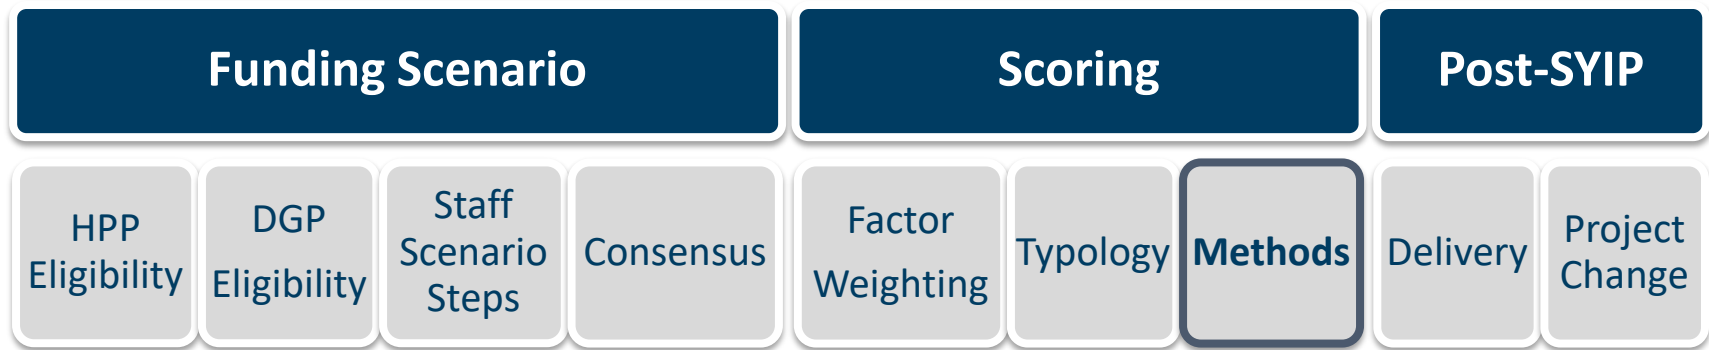 Funding Scenario
Scoring
Post-SYIP
HPP
Eligibility
DGP
Eligibility
Staff
Scenario
Steps
Consensus
Factor
Weighting
Typology
Methods
Delivery
Project
Change